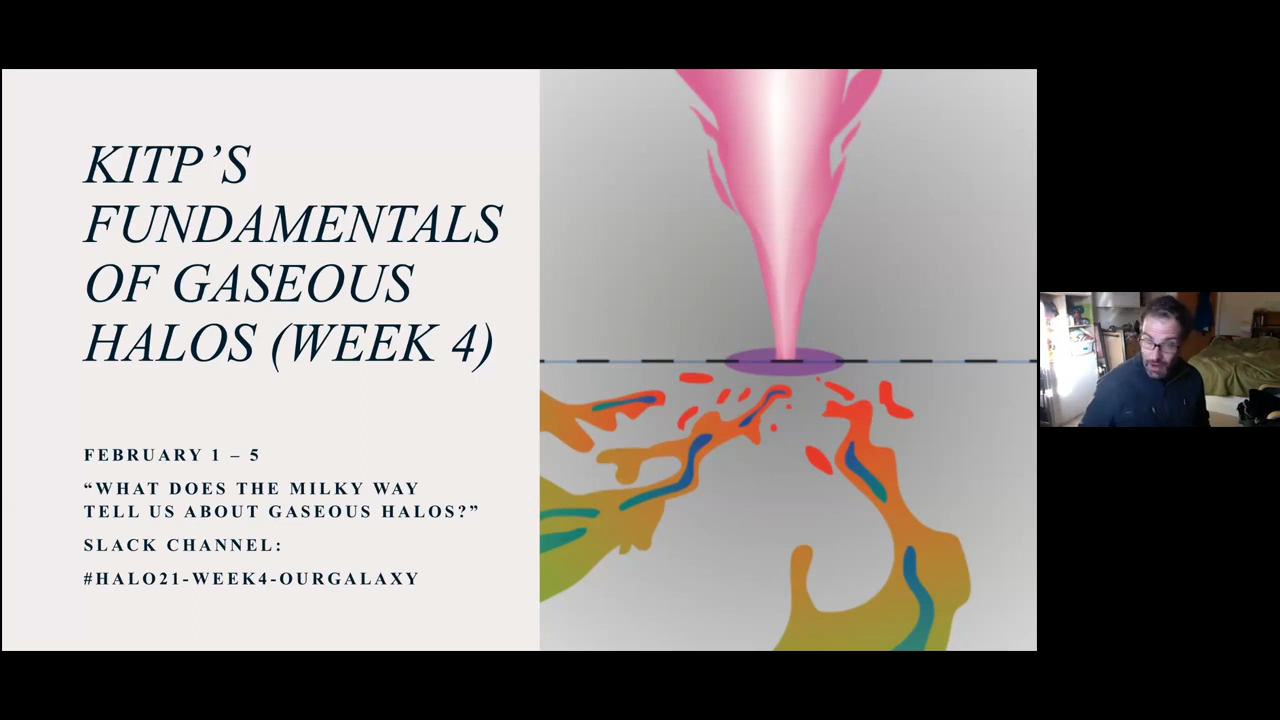 KITP’S
FUNDAMENTALS
OF GASEOUS
HALOS (WEEK 4)
FEBRUARY 1 – 5
“WHAT DOES THE MILKY WAY
TELL US ABOUT GASEOUS HALOS?”
SLACK CHANNEL:
#HALO21-WEEK4-OURGALAXY